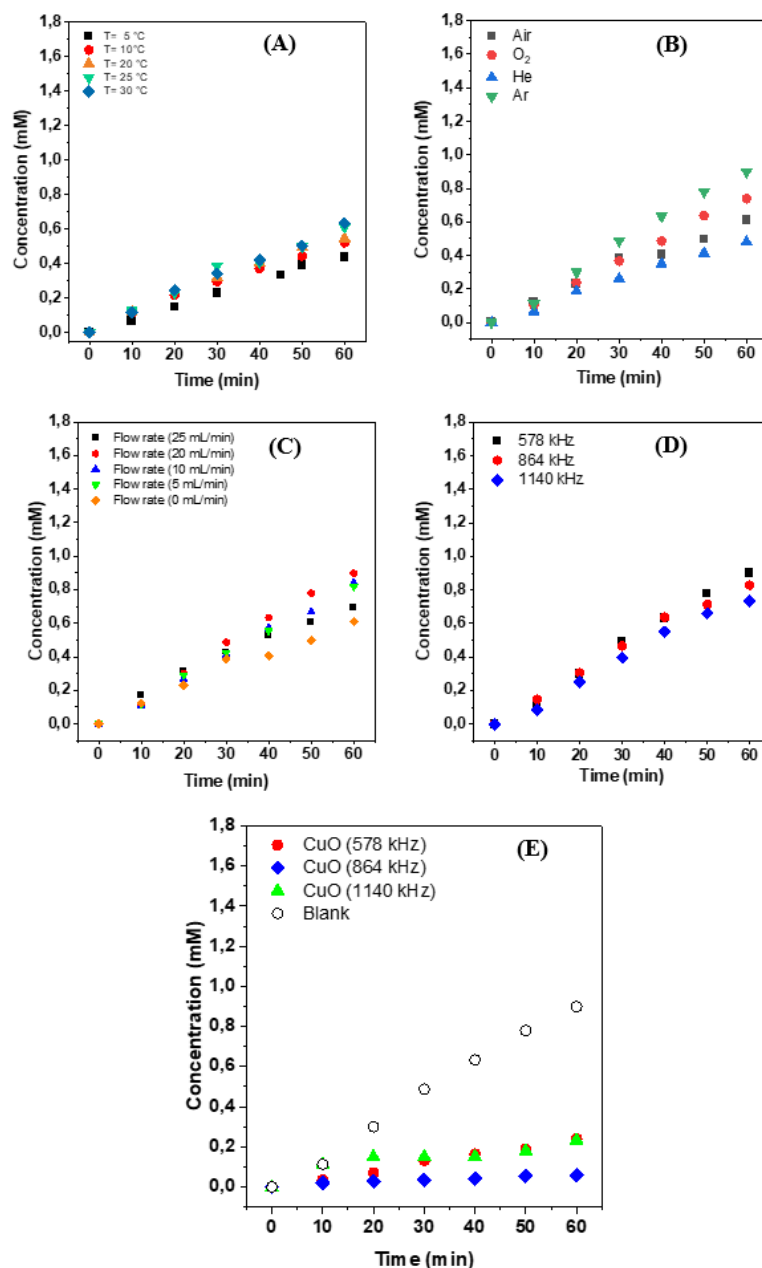 (A)
T= 5 °C
T= 10°C
T= 20 °C
T= 25 °C
T= 30 °C
Concentration (mM)
1,8
1,6
1,4
1,2
1,0
0,8
0,6
0,4
0,2
0,0
0 10 20 30 40 50 60
Time (min)
(B)
Air
O₂
He
Ar
Concentration (mM)
1,8
1,6
1,4
1,2
1,0
0,8
0,6
0,4
0,2
0,0
0 10 20 30 40 50 60
Time (min)
(C)
Flow rate (25 mL/min)
Flow rate (20 mL/min)
Flow rate (10 mL/min)
Flow rate (5 mL/min)
Flow rate (0 mL/min)
Concentration (mM)
1,8
1,6
1,4
1,2
1,0
0,8
0,6
0,4
0,2
0,0
0 10 20 30 40 50 60
Time (min)
(D)
578 kHz
864 kHz
1140 kHz
Concentration (mM)
1,8
1,6
1,4
1,2
1,0
0,8
0,6
0,4
0,2
0,0
0 10 20 30 40 50 60
Time (min)
(E)
CuO (578 kHz)
CuO (864 kHz)
CuO (1140 kHz)
Blank
Concentration (mM)
1,8
1,6
1,4
1,2
1,0
0,8
0,6
0,4
0,2
0,0
0 10 20 30 40 50 60
Time (min)